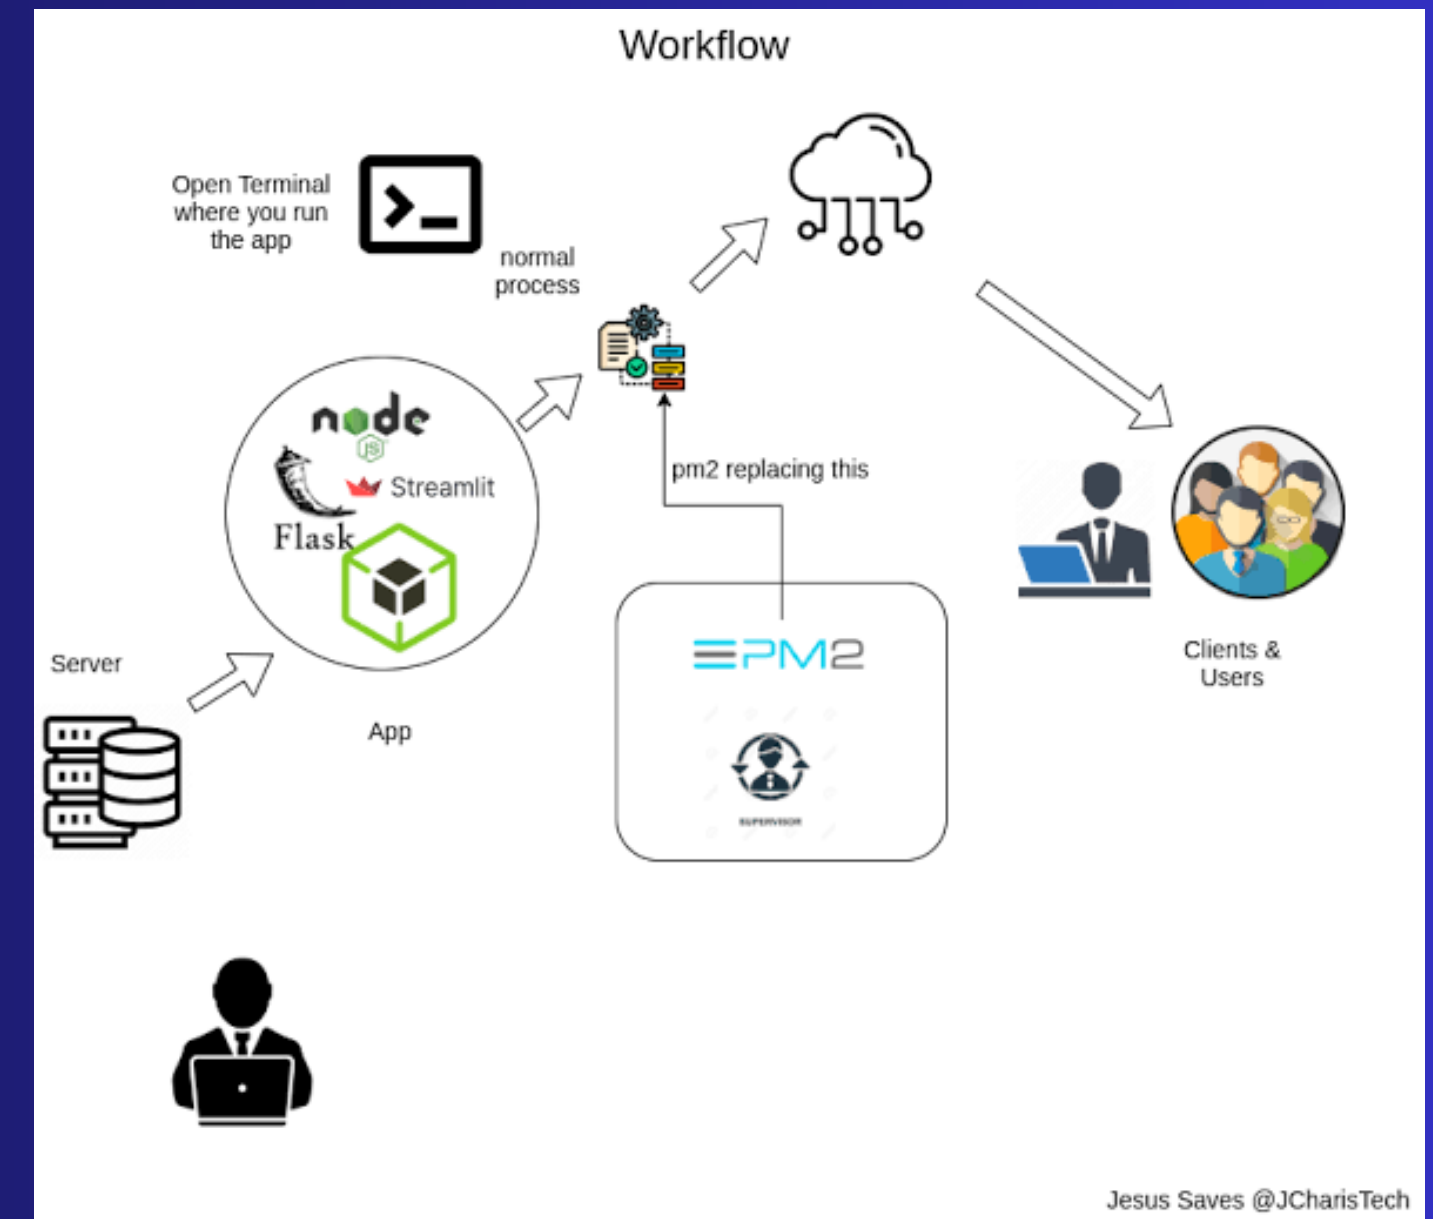 Workflow
Open Terminal
where you run
the app
normal
process
node
JS
Streamlit
Flask
pm2 replacing this
PM2
SUPERVISOR
Server
App
Clients &
Users
Jesus Saves @JCharisTech